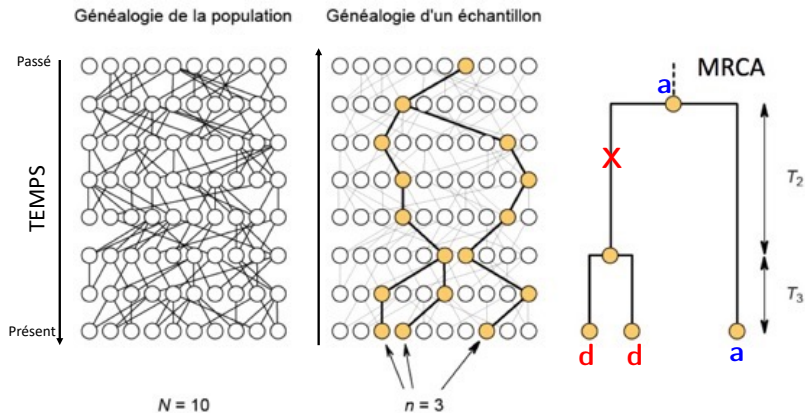 Généalogie de la population
Généalogie d'un échantillon
Passé
TEMPS
Présent
N = 10
n = 3
MRCA
a
X
T2
T3
d
d
a